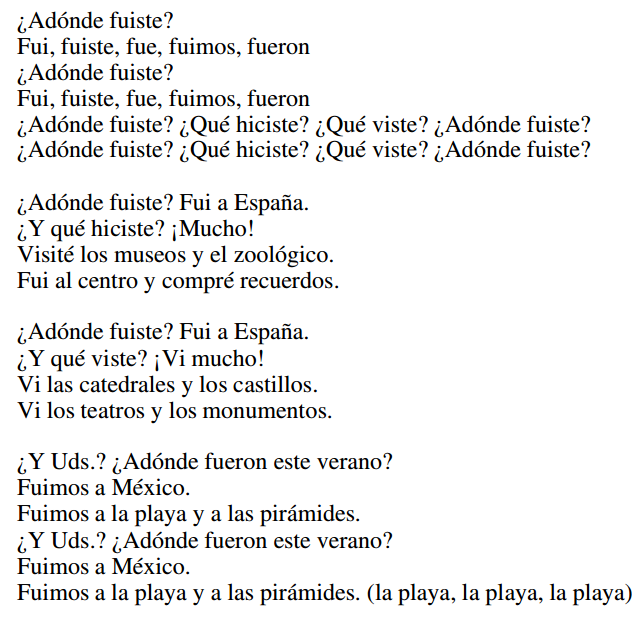 ¿Adónde fuiste?
Fui, fuiste, fue, fuimos, fueron
¿Adónde fuiste?
Fui, fuiste, fue, fuimos, fueron
¿Adónde fuiste? ¿Qué hiciste? ¿Qué viste? ¿Adónde fuiste?
¿Adónde fuiste? ¿Qué hiciste? ¿Qué viste? ¿Adónde fuiste?
¿Adónde fuiste? Fui a España.
¿Y qué hiciste? ¡Mucho!
Visité los museos y el zoológico.
Fui al centro y compré recuerdos.
¿Adónde fuiste? Fui a España.
¿Y qué viste? ¡Vi mucho!
Vi las catedrales y los castillos.
Vi los teatros y los monumentos.
¿Y Uds.? ¿Adónde fueron este verano?
Fuimos a México.
Fuimos a la playa y a las pirámides.
¿Y Uds.? ¿Adónde fueron este verano?
Fuimos a México.
Fuimos a la playa y a las pirámides. (la playa, la playa, la playa)